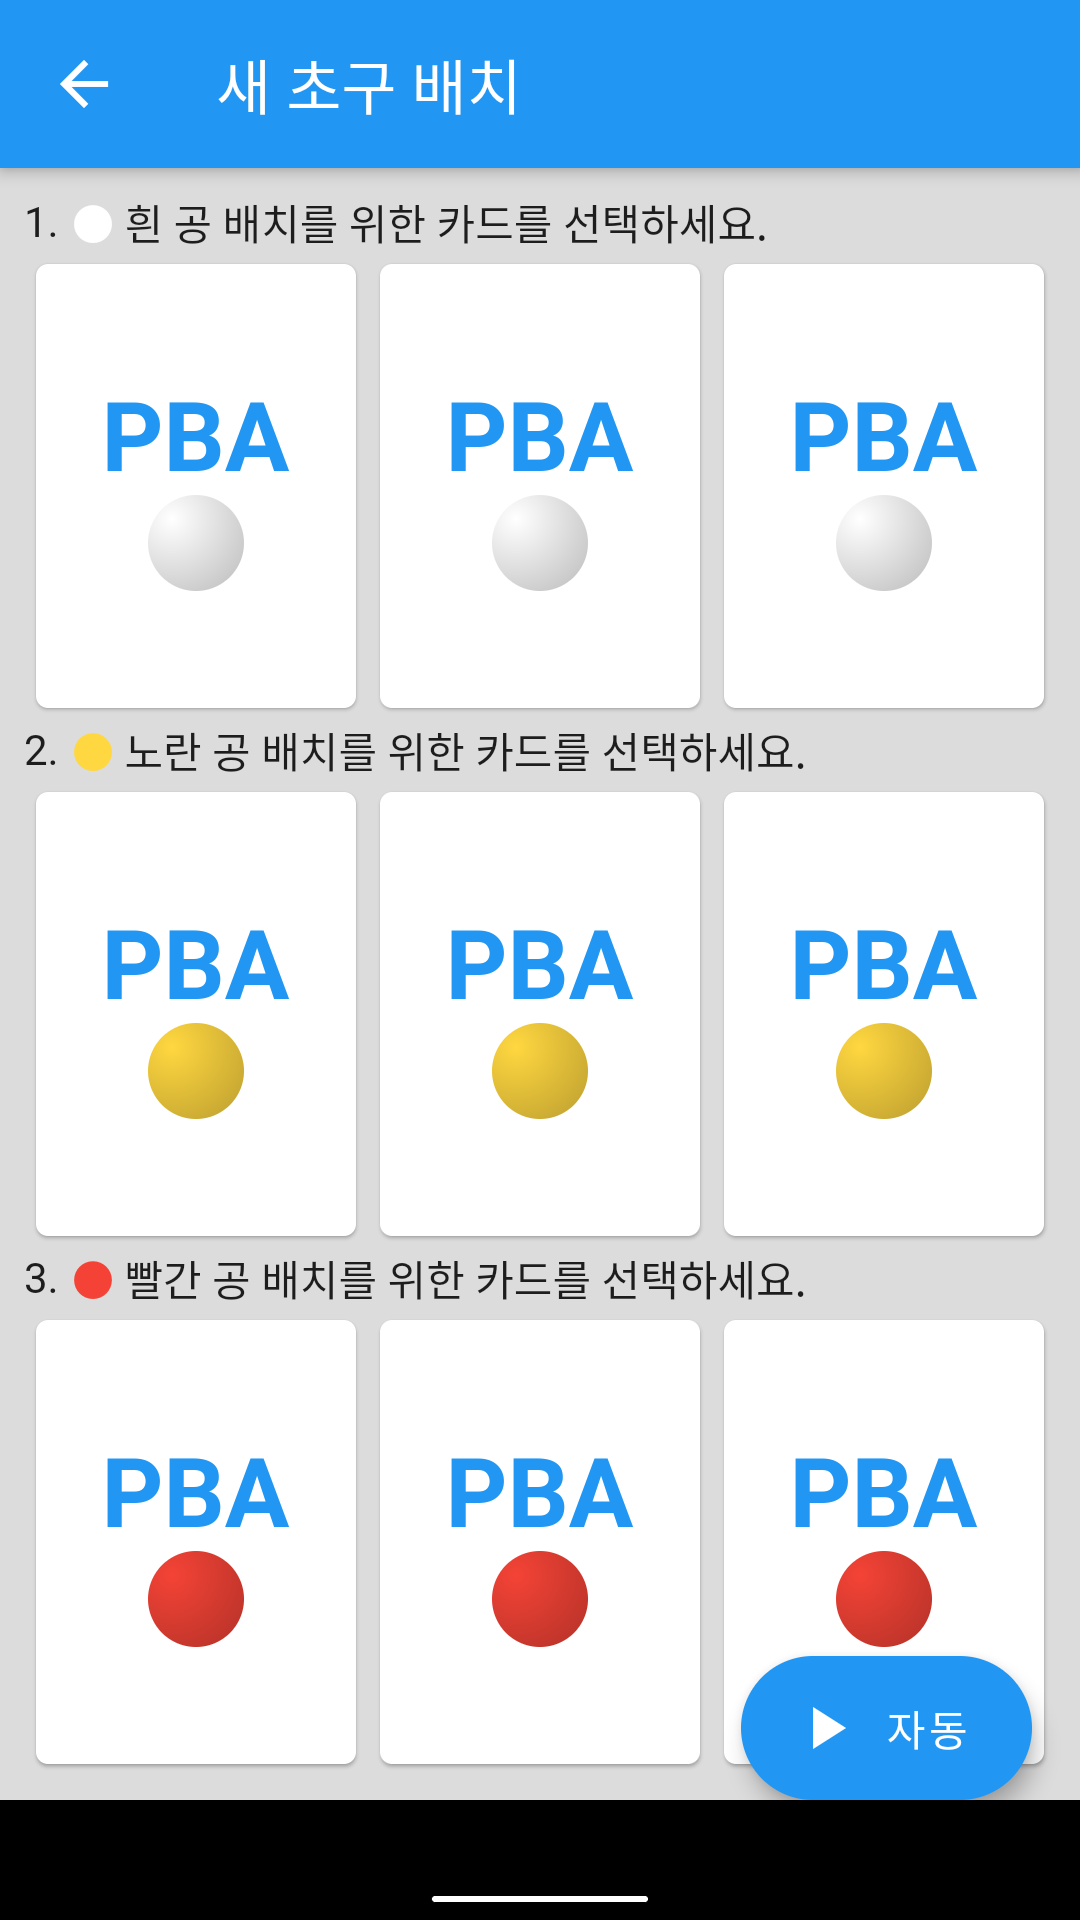 새 초구 배치
1. 흰 공 배치를 위한 카드를 선택하세요.
PBA PBA PBA
2. 노란 공 배치를 위한 카드를 선택하세요.
PBA PBA PBA
3. 빨간 공 배치를 위한 카드를 선택하세요.
PBA PBA PBA
자동